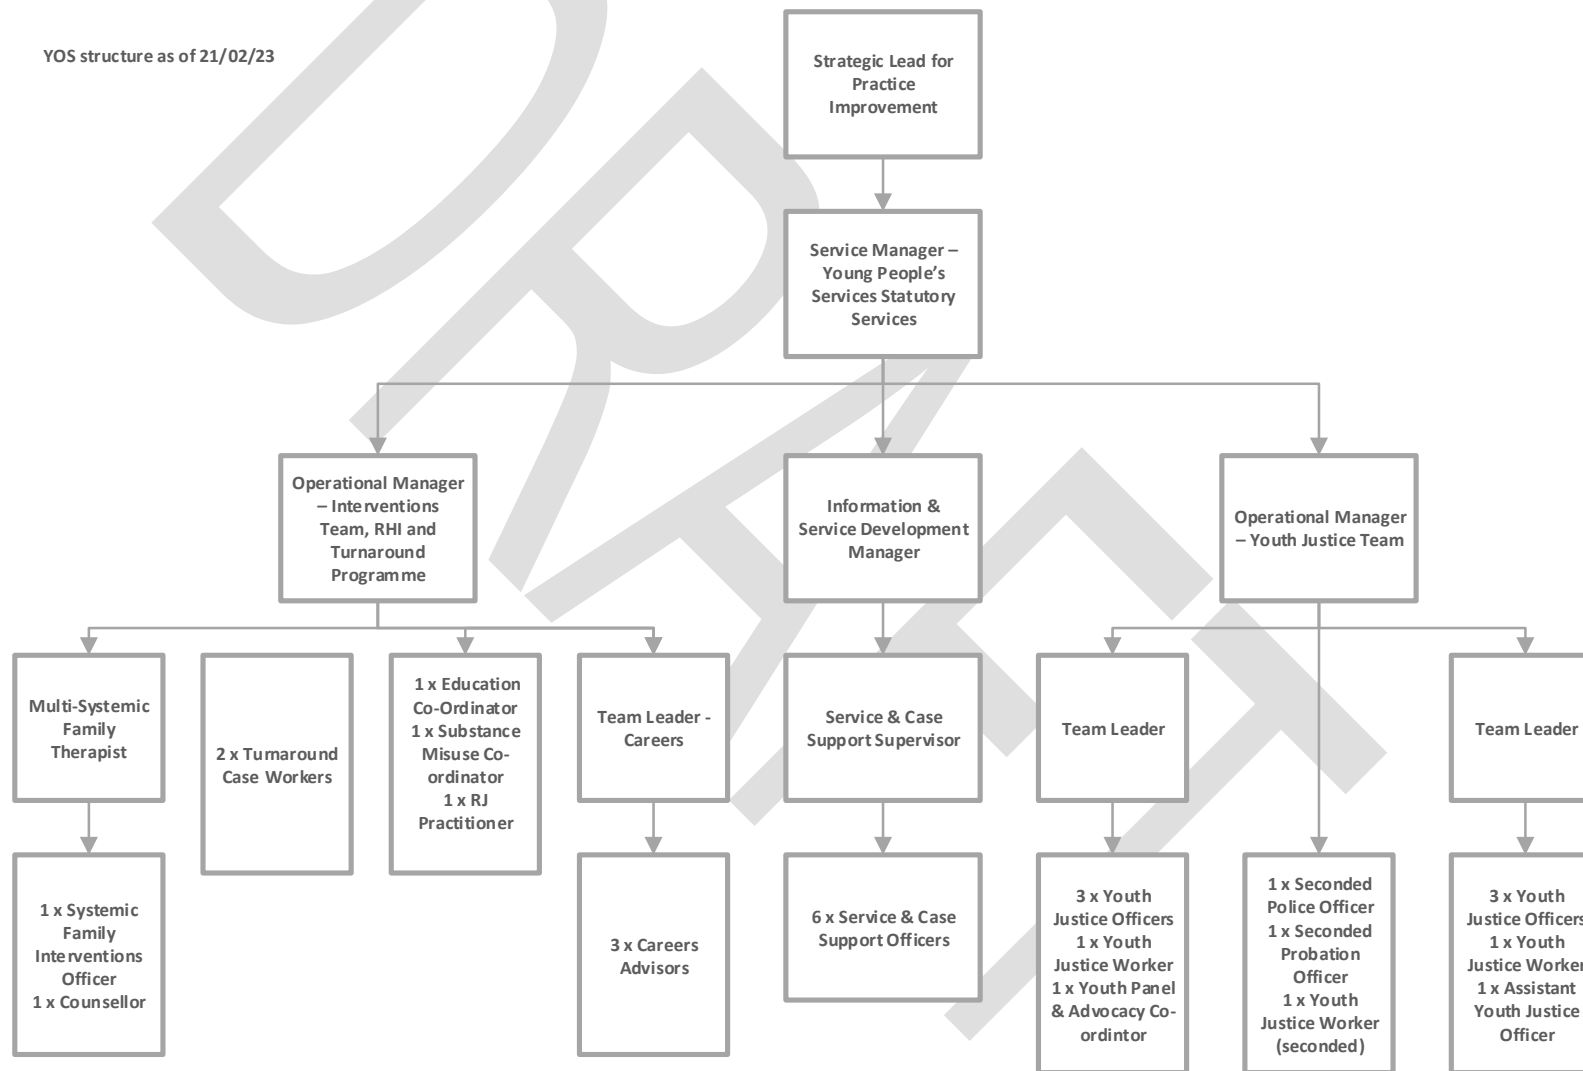 YOS structure as of 21/02/23
Strategic Lead for
Practice
Improvement
Service Manager –
Young People's
Services Statutory
Services
Operational Manager
– Interventions
Team, RHI and
Turnaround
Programme
Information &
Service Development
Manager
Operational Manager
– Youth Justice Team
Multi-Systemic
Family
Therapist
2 x Turnaround
Case Workers
1 x Education
Co-Ordinator
1 x Substance
Misuse Co-
ordinator
1 x RJ
Practitioner
Team Leader -
Careers
Service & Case
Support Supervisor
Team Leader
Team Leader
1 x Systemic
Family
Interventions
Officer
1 x Counsellor
3 x Careers
Advisors
6 x Service & Case
Support Officers
3 x Youth
Justice Officers
1 x Youth
Justice Worker
1 x Youth Panel
& Advocacy Co-
ordintor
1 x Seconded
Police Officer
1 x Seconded
Probation
Officer
1 x Youth
Justice Worker
(seconded)
3 x Youth
Justice Officers
1 x Youth
Justice Worker
1 x Assistant
Youth Justice
Officer
DRAFT